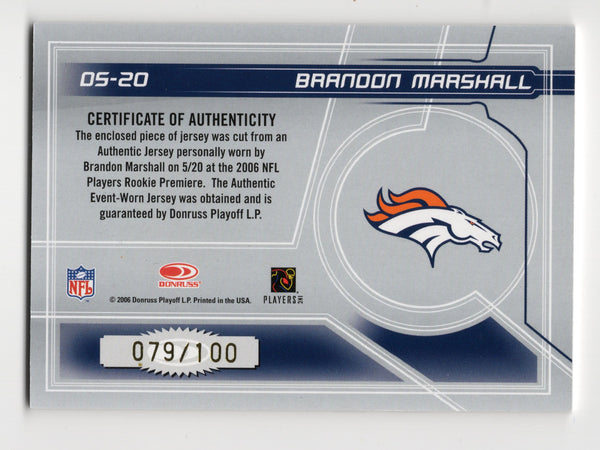 OS-20 BRANDON MARSHALL
CERTIFICATE OF AUTHENTICITY
The enclosed piece of jersey was cut from an
Authentic Jersey personally worn by
Brandon Marshall on 5/20 at the 2006 NFL
Players Rookie Premiere. The Authentic
Event-Worn Jersey was obtained and is
guaranteed by Donruss Playoff L.P.
NFL
DONRUSS
PLAYERS INC
© 2006 Donruss Playoff L.P. Printed in the USA.
079/100